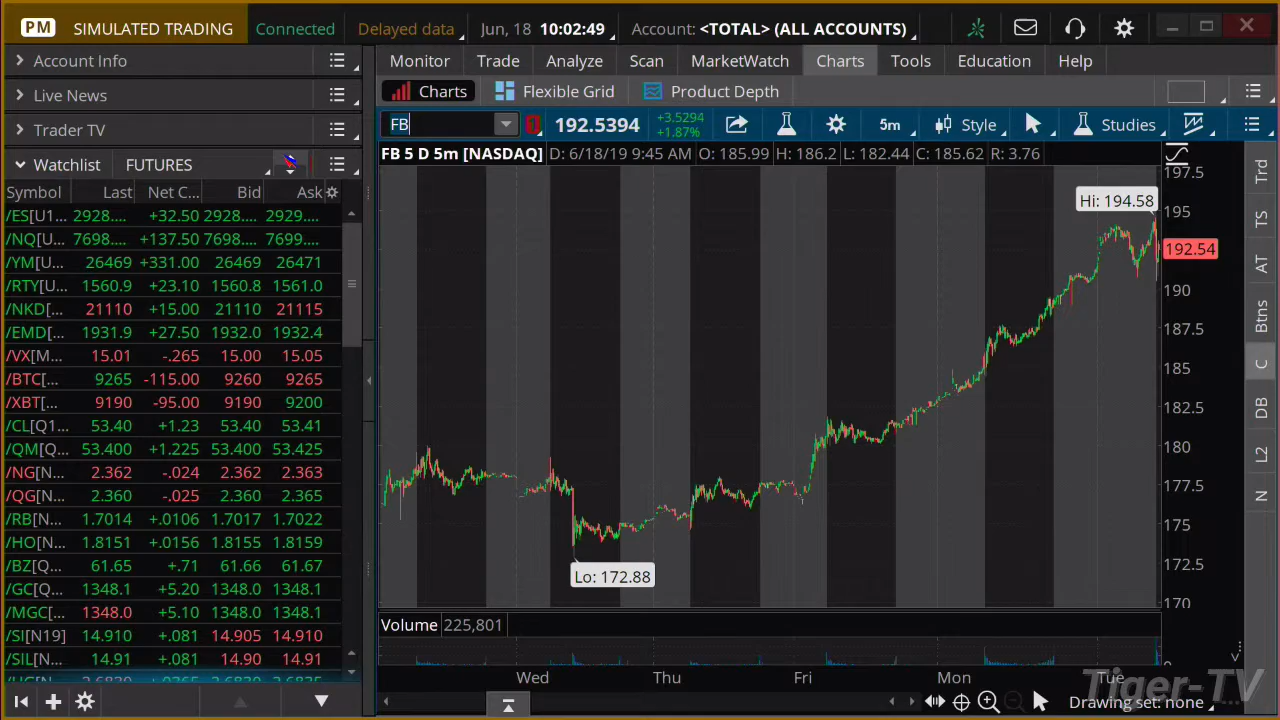 PM SIMULATED TRADING Connected Delayed data Jun, 18 10:02:49 Account: <TOTAL> (ALL ACCOUNTS)
Account Info
Live News
Trader TV
Watchlist FUTURES
Symbol Last Net C... Bid Ask
/ES[U1... 2928.... +32.50 2928.... 2929....
/NQ[U... 7698.... +137.50 7698.... 7699....
/YM[U... 26469 +331.00 26469 26471
/RTY[U... 1560.9 +23.10 1560.8 1561.0
/NKD[... 21110 +15.00 21110 21115
/EMD[... 1931.9 +27.50 1932.0 1932.4
/VX[M... 15.01 -.265 15.00 15.05
/BTC[... 9265 -115.00 9260 9265
/XBT[... 9190 -95.00 9190 9200
/CL[Q1... 53.40 +1.23 53.40 53.41
/QM[Q... 53.400 +1.225 53.400 53.425
/NG[N... 2.362 -.024 2.362 2.363
/QG[N... 2.360 -.025 2.360 2.365
/RB[N... 1.7014 +.0106 1.7017 1.7022
/HO[N... 1.8151 +.0156 1.8155 1.8159
/BZ[Q... 61.65 +.71 61.66 61.67
/GC[Q... 1348.1 +5.20 1348.1 1348.1
/MGC[... 1348.0 +5.10 1348.0 1348.1
/SI[N19] 14.910 +.081 14.905 14.910
/SIL[N... 14.91 +.081 14.90 14.91
Monitor Trade Analyze Scan MarketWatch Charts Tools Education Help
Charts Flexible Grid Product Depth
FB 192.5394 +3.5294 5m Style Studies
+1.87%
FB 5 D 5m [NASDAQ] D: 6/18/19 9:45 AM O: 185.99 H: 186.2 L: 182.44 C: 185.62 R: 3.76
Hi: 194.58
192.54
Lo: 172.88
197.5
195
190
187.5
185
182.5
180
177.5
175
172.5
170
Volume 225,801
Wed Thu Fri Mon Tue
Drawing set: none
Tiger-TV
Trd
TS
AT
Btns
C
DB
L2
N